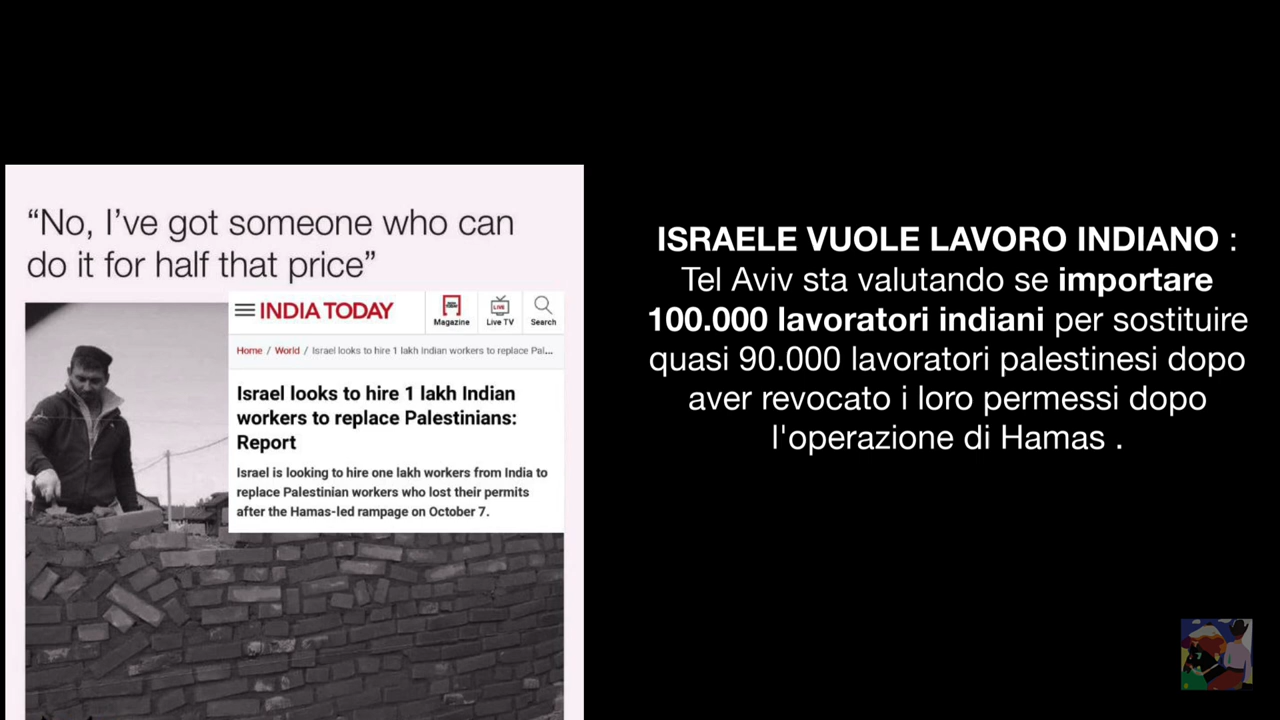 “No, I’ve got someone who can
do it for half that price”
INDIA TODAY
Magazine
LIVE
Live TV
Search
Home / World / Israel looks to hire 1 lakh Indian workers to replace Pal...
Israel looks to hire 1 lakh Indian
workers to replace Palestinians:
Report
Israel is looking to hire one lakh workers from India to
replace Palestinian workers who lost their permits
after the Hamas-led rampage on October 7.
ISRAELE VUOLE LAVORO INDIANO :
Tel Aviv sta valutando se importare
100.000 lavoratori indiani per sostituire
quasi 90.000 lavoratori palestinesi dopo
aver revocato i loro permessi dopo
l'operazione di Hamas .